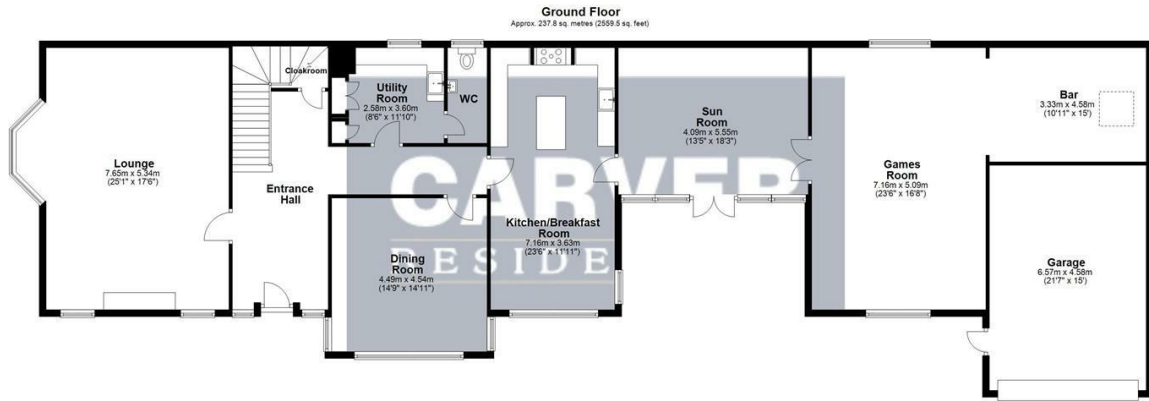 Ground Floor
Approx. 237.8 sq. metres (2559.5 sq. feet)
Cloakroom
Utility
Room
2.58m x 3.60m
(8'6" x 11'10")
WC
Sun
Room
4.09m x 5.55m
(13'5" x 18'3")
Bar
3.33m x 4.58m
(10'11" x 15')
Lounge
7.65m x 5.34m
(25'1" x 17'6")
Games
Room
7.16m x 5.09m
(23'6" x 16'8")
Entrance
Hall
CARVER
RESIDE
Kitchen/Breakfast
Room
7.16m x 3.63m
(23'6" x 11'11")
Dining
Room
4.49m x 4.54m
(14'9" x 14'11")
Garage
6.57m x 4.58m
(21'7" x 15')